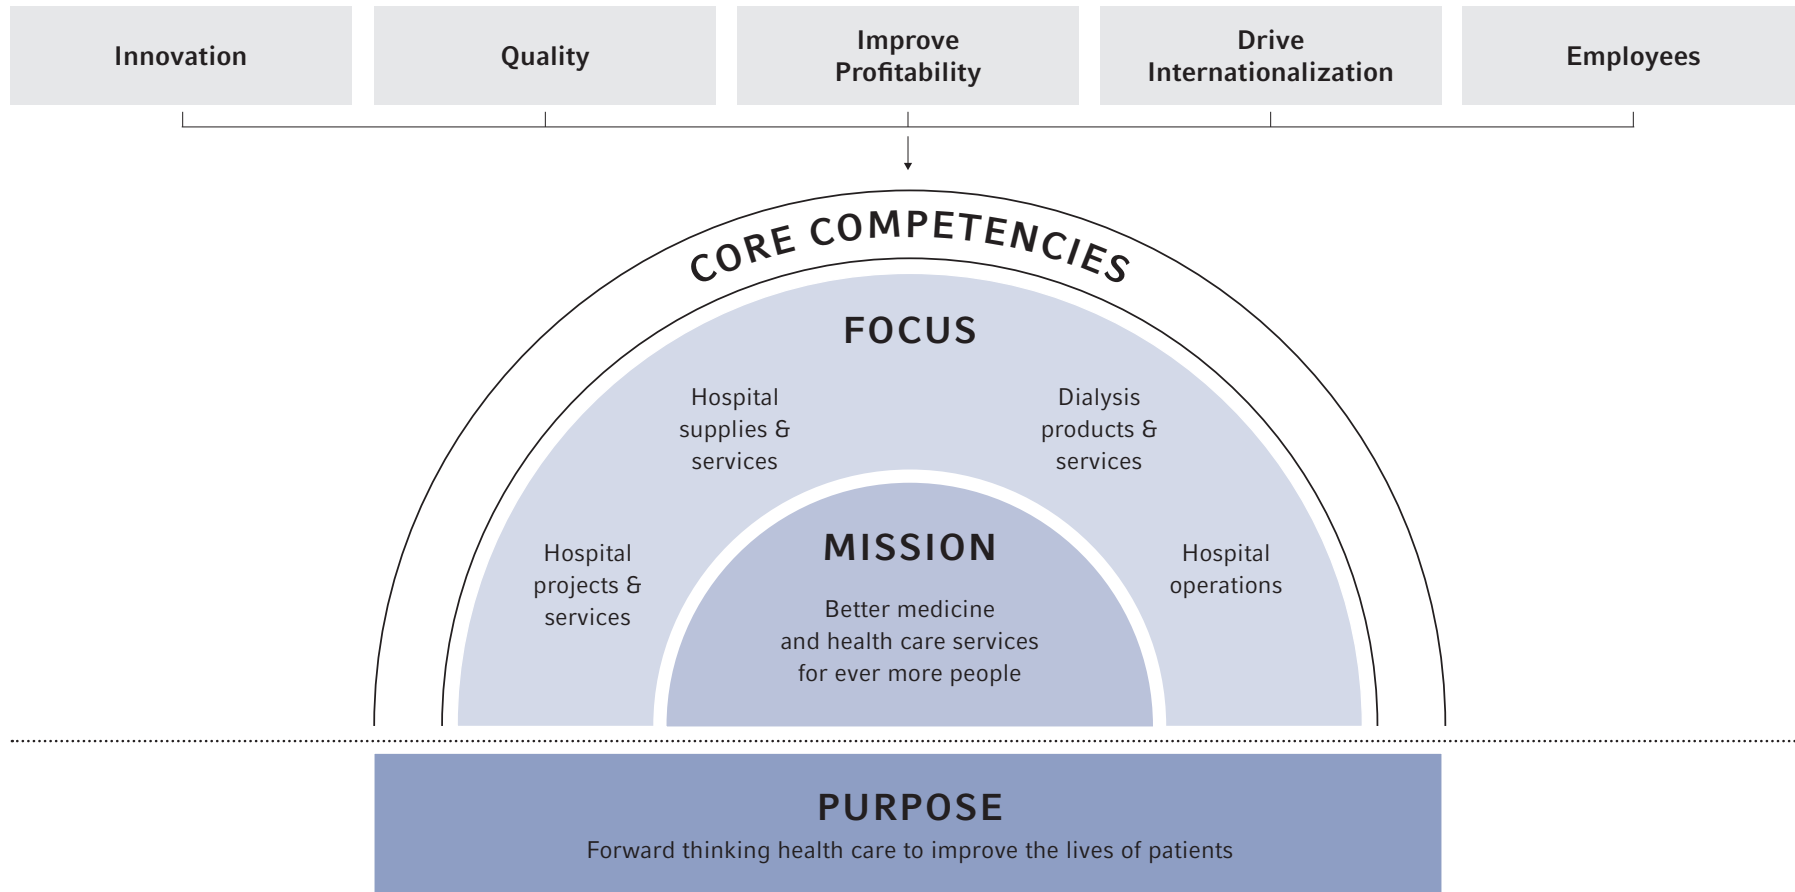 Innovation
Quality
Improve
Profitability
Drive
Internationalization
Employees
CORE COMPETENCIES
FOCUS
Hospital
supplies &
services
Dialysis
products &
services
Hospital
projects &
services
Hospital
operations
MISSION
Better medicine
and health care services
for ever more people
PURPOSE
Forward thinking health care to improve the lives of patients